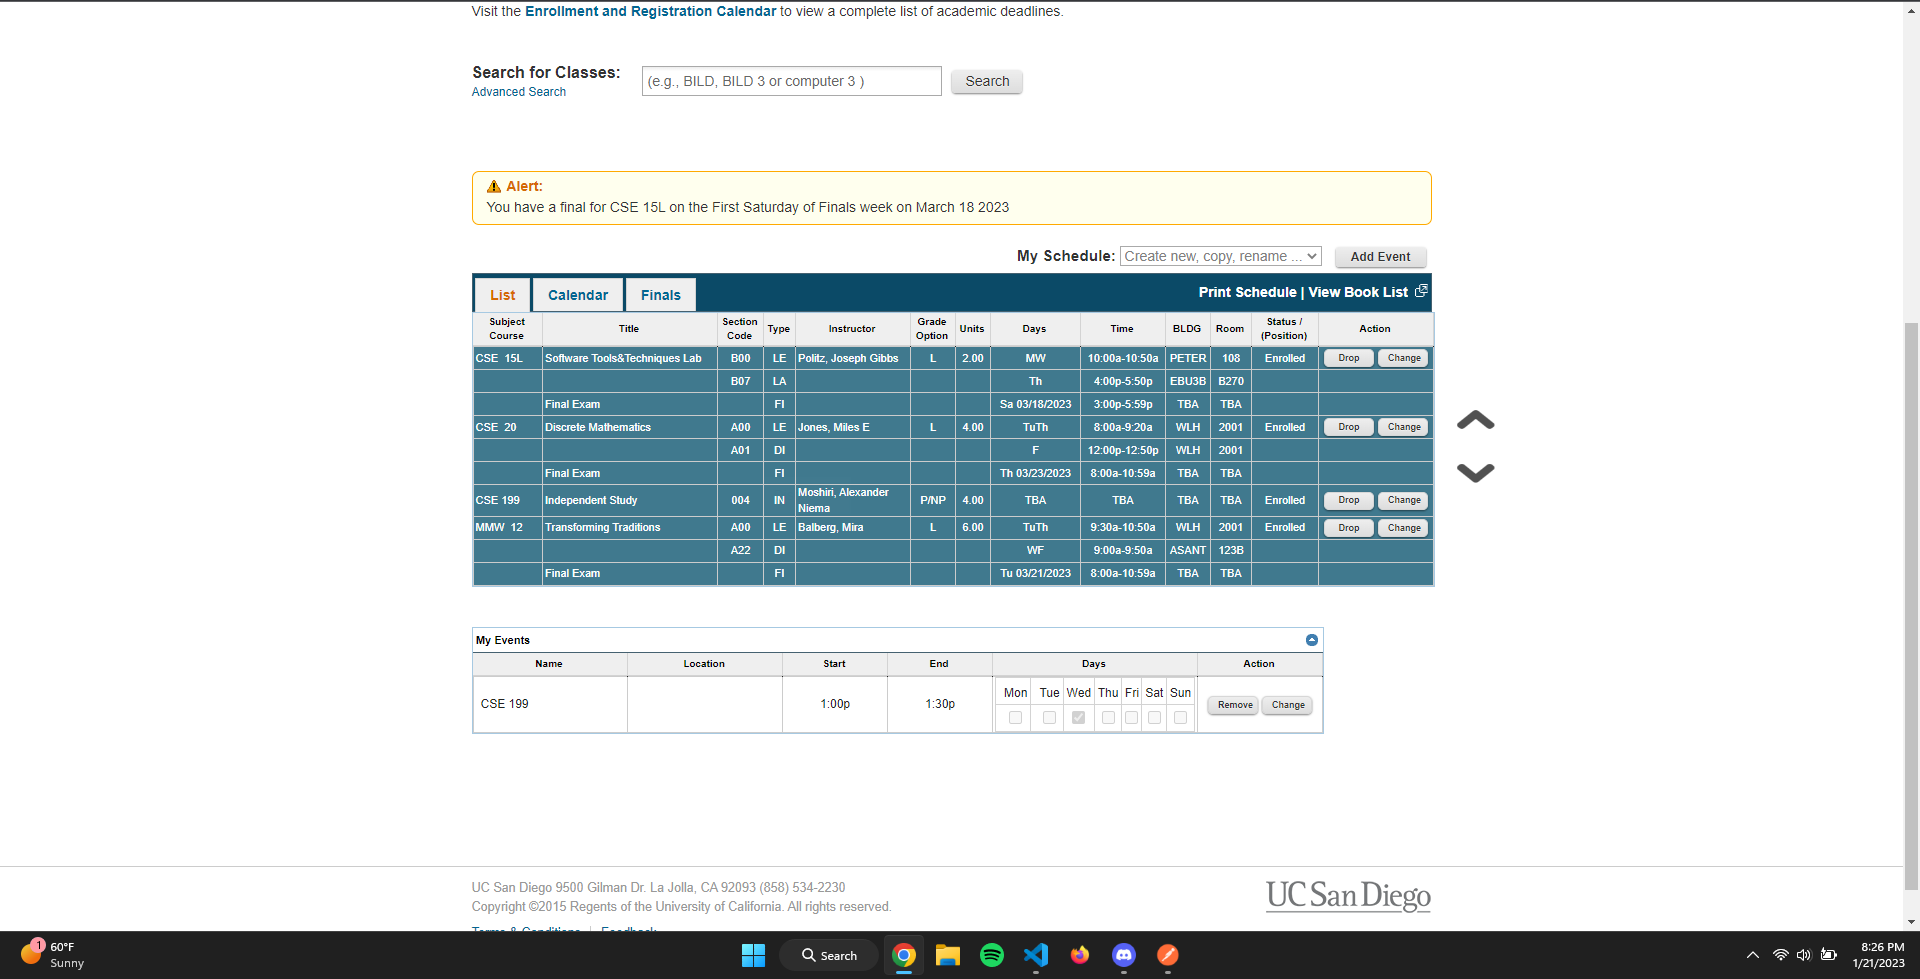 Visit the Enrollment and Registration Calendar to view a complete list of academic deadlines.
Search for Classes: (e.g., BILD, BILD 3 or computer 3 ) Search
Advanced Search
Alert:
You have a final for CSE 15L on the First Saturday of Finals week on March 18 2023
My Schedule: Create new, copy, rename ... Add Event
List Calendar Finals Print Schedule | View Book List
Subject Course Title Section Code Type Instructor Grade Option Units Days Time BLDG Room Status / (Position) Action
CSE 15L Software Tools&Techniques Lab B00 LE Politz, Joseph Gibbs L 2.00 MW 10:00a-10:50a PETER 108 Enrolled Drop Change
B07 LA Th 4:00p-5:50p EBU3B B270
Final Exam FI Sa 03/18/2023 3:00p-5:59p TBA TBA
CSE 20 Discrete Mathematics A00 LE Jones, Miles E L 4.00 TuTh 8:00a-9:20a WLH 2001 Enrolled Drop Change
A01 DI F 12:00p-12:50p WLH 2001
Final Exam FI Th 03/23/2023 8:00a-10:59a TBA TBA
CSE 199 Independent Study 004 IN Moshiri, Alexander Niema P/NP 4.00 TBA TBA TBA TBA Enrolled Drop Change
MMW 12 Transforming Traditions A00 LE Balberg, Mira L 6.00 TuTh 9:30a-10:50a WLH 2001 Enrolled Drop Change
A22 DI WF 9:00a-9:50a ASANT 123B
Final Exam FI Tu 03/21/2023 8:00a-10:59a TBA TBA
My Events
Name Location Start End Days Action
Mon Tue Wed Thu Fri Sat Sun
CSE 199 1:00p 1:30p Remove Change
UC San Diego 9500 Gilman Dr. La Jolla, CA 92093 (858) 534-2230
Copyright ©2015 Regents of the University of California. All rights reserved.
Terms & Conditions | Feedback
UC San Diego
1
60°F
Sunny
Search
8:26 PM
1/21/2023